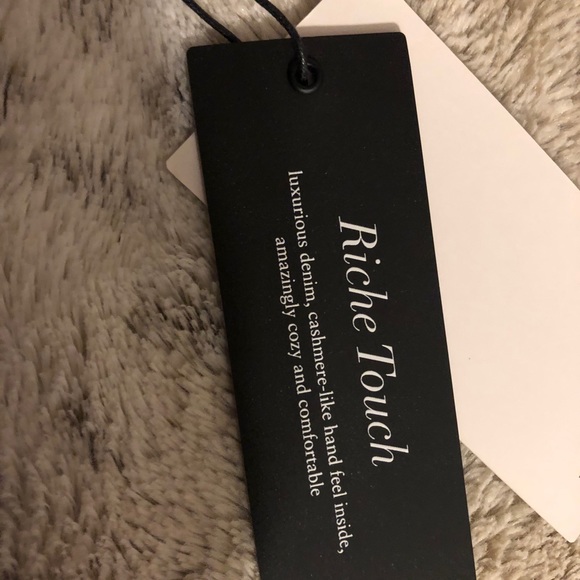 Riche Touch
luxurious denim, cashmere-like hand feel inside,
amazingly cozy and comfortable